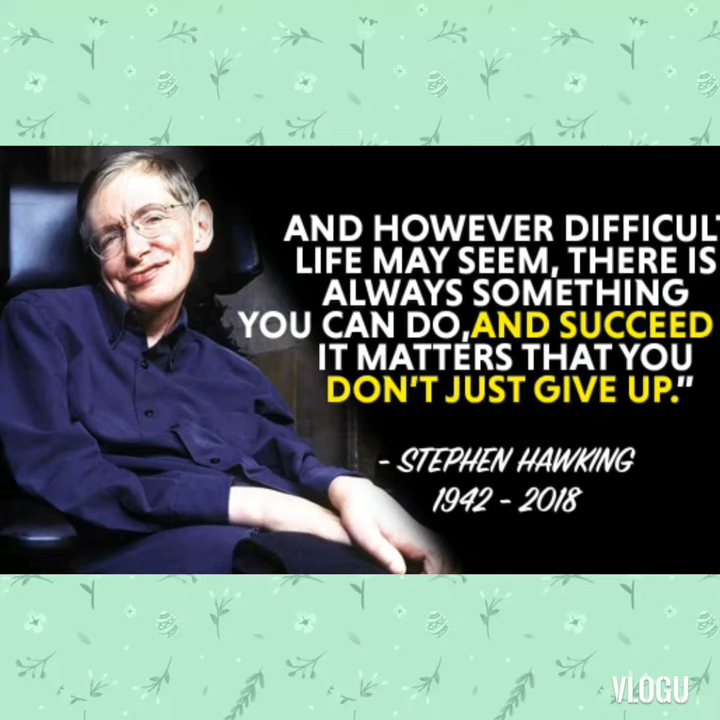 AND HOWEVER DIFFICULT
LIFE MAY SEEM, THERE IS
ALWAYS SOMETHING
YOU CAN DO,AND SUCCEED
IT MATTERS THAT YOU
DON'T JUST GIVE UP."
- STEPHEN HAWKING
1942 - 2018
VLOGU